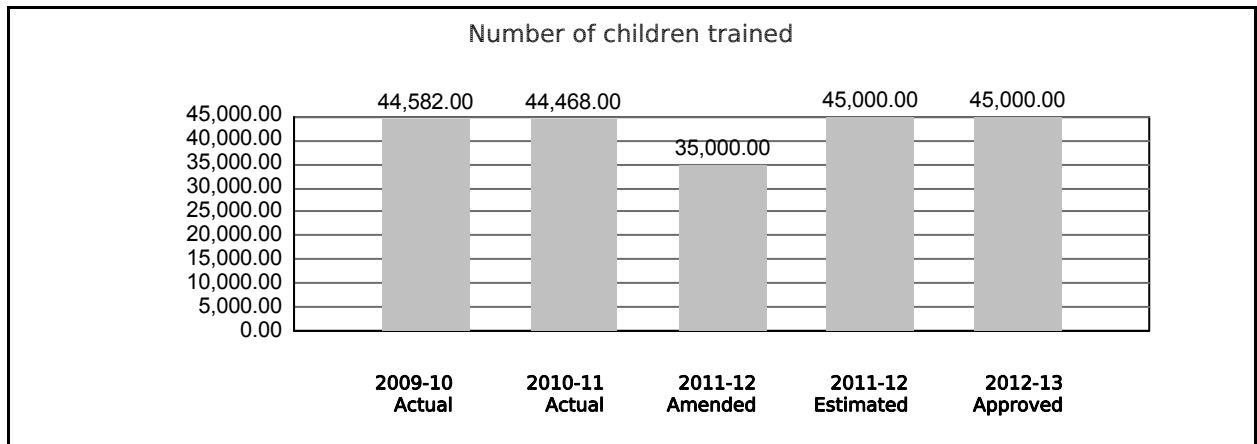 Number of children trained
44,582.00 44,468.00 45,000.00 45,000.00
35,000.00
45,000.00
40,000.00
35,000.00
30,000.00
25,000.00
20,000.00
15,000.00
10,000.00
5,000.00
0.00
2009-10 2010-11 2011-12 2011-12 2012-13
Actual Actual Amended Estimated Approved